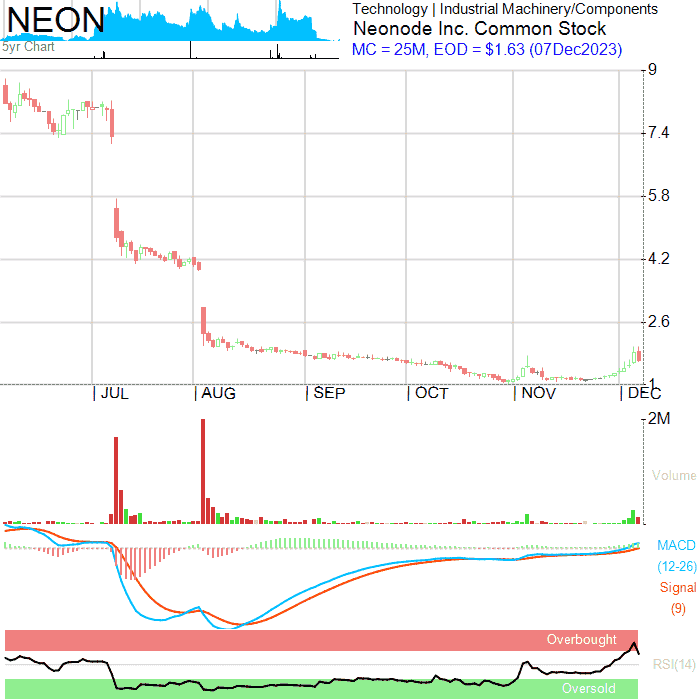 NEON
5yr Chart
Technology | Industrial Machinery/Components
Neonode Inc. Common Stock
MC = 25M, EOD = $1.63 (07Dec2023)
9
7.4
5.8
4.2
2.6
1
JUL AUG SEP OCT NOV DEC
2M
Volume
MACD
(12-26)
Signal
(9)
Overbought
RSI(14)
Oversold